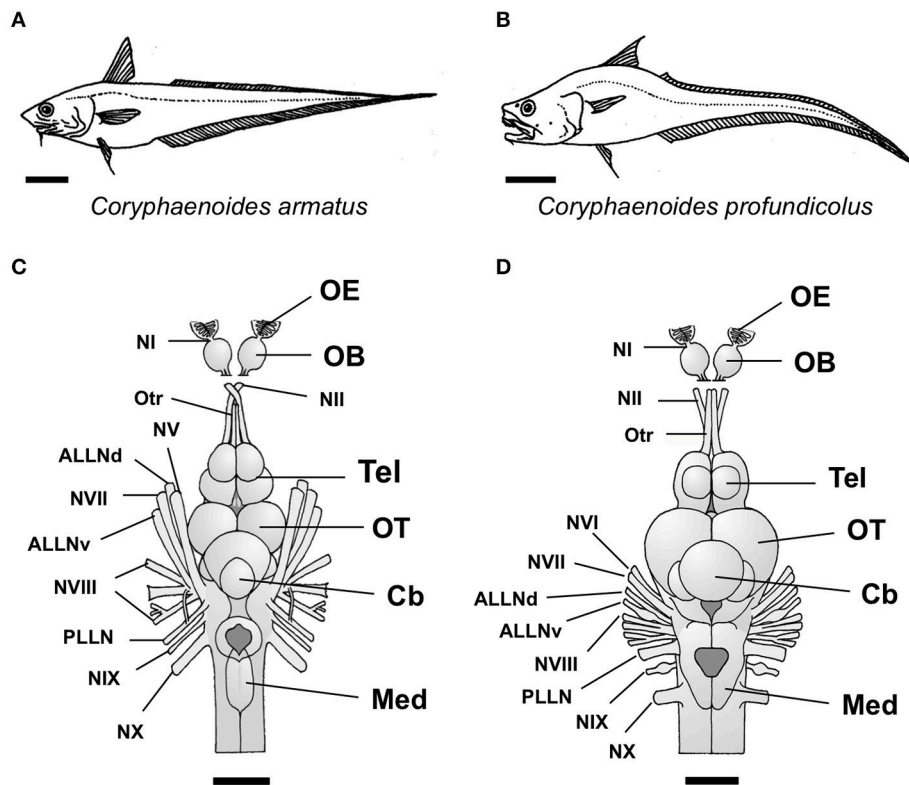 A
B
Coryphaenoides armatus
Coryphaenoides profundicolus
C
OE
NI
OB
Otr
NII
NV
ALLNd
Tel
NVII
ALLNv
OT
NVIII
Cb
PLLN
NIX
Med
NX
D
OE
NI
OB
NII
Otr
Tel
NVI
OT
NVII
ALLNd
Cb
ALLNv
NVIII
PLLN
Med
NIX
NX